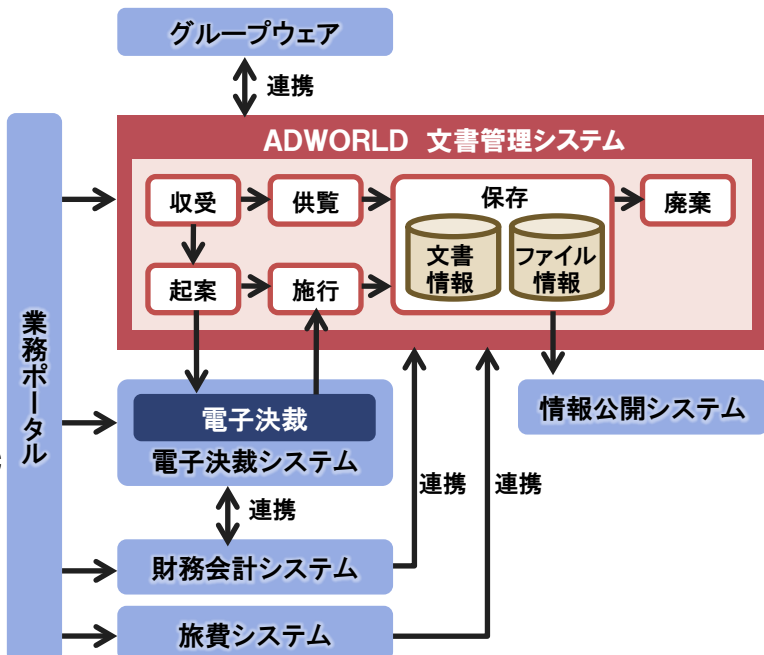 グループウェア
連携
ADWORLD 文書管理システム
収受
供覧
保存
廃棄
文書
情報
ファイル
情報
起案
施行
業務ポータル
電子決裁
電子決裁システム
情報公開システム
連携
連携
連携
財務会計システム
旅費システム